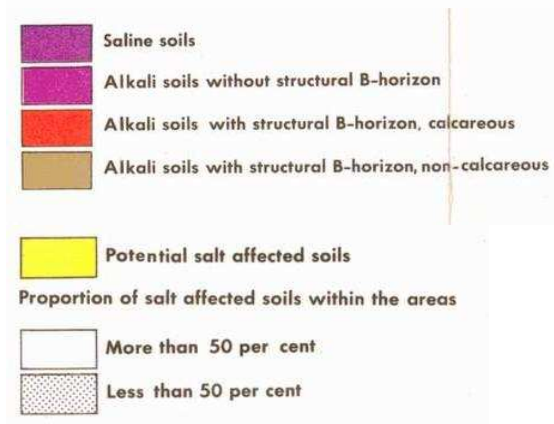 Saline soils
Alkali soils without structural B-horizon
Alkali soils with structural B-horizon, calcareous
Alkali soils with structural B-horizon, non-calcareous
Potential salt affected soils
Proportion of salt affected soils within the areas
More than 50 per cent
Less than 50 per cent